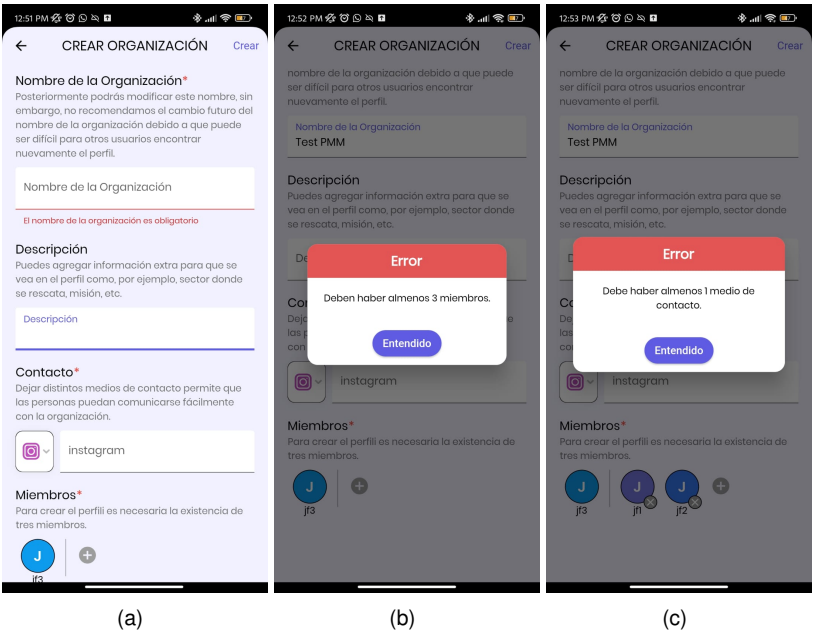 12:51 PM
CREAR ORGANIZACIÓN
Crear
Nombre de la Organización*
Posteriormente podrás modificar este nombre, sin
embargo, no recomendamos el cambio futuro del
nombre de la organización debido a que puede
ser difícil para otros usuarios encontrar
nuevamente el perfil.
Nombre de la Organización
El nombre de la organización es obligatorio
Descripción
Puedes agregar información extra para que se
vea en el perfil como, por ejemplo, sector donde
se rescata, misión, etc.
Descripción
Contacto*
Dejar distintos medios de contacto permite que
las personas puedan comunicarse fácilmente
con la organización.
instagram
Miembros*
Para crear el perfili es necesaria la existencia de
tres miembros.
J
jf3
(a)
12:52 PM
CREAR ORGANIZACIÓN
Crear
nombre de la organización debido a que puede
ser difícil para otros usuarios encontrar
nuevamente el perfil.
Nombre de la Organización
Test PMM
Descripción
Puedes agregar información extra para que se
vea en el perfil como, por ejemplo, sector donde
se rescata, misión, etc.
De
Error
Deben haber almenos 3 miembros.
Entendido
Con
Deja
las p
con
instagram
Miembros*
Para crear el perfili es necesaria la existencia de
tres miembros.
J
jf3
(b)
12:53 PM
CREAR ORGANIZACIÓN
Crear
nombre de la organización debido a que puede
ser difícil para otros usuarios encontrar
nuevamente el perfil.
Nombre de la Organización
Test PMM
Descripción
Puedes agregar información extra para que se
vea en el perfil como, por ejemplo, sector donde
se rescata, misión, etc.
Error
Debe haber almenos 1 medio de
contacto.
Entendido
Co
De
las
con
instagram
Miembros*
Para crear el perfili es necesaria la existencia de
tres miembros.
J J J
jf3 jf1 jf2
(c)